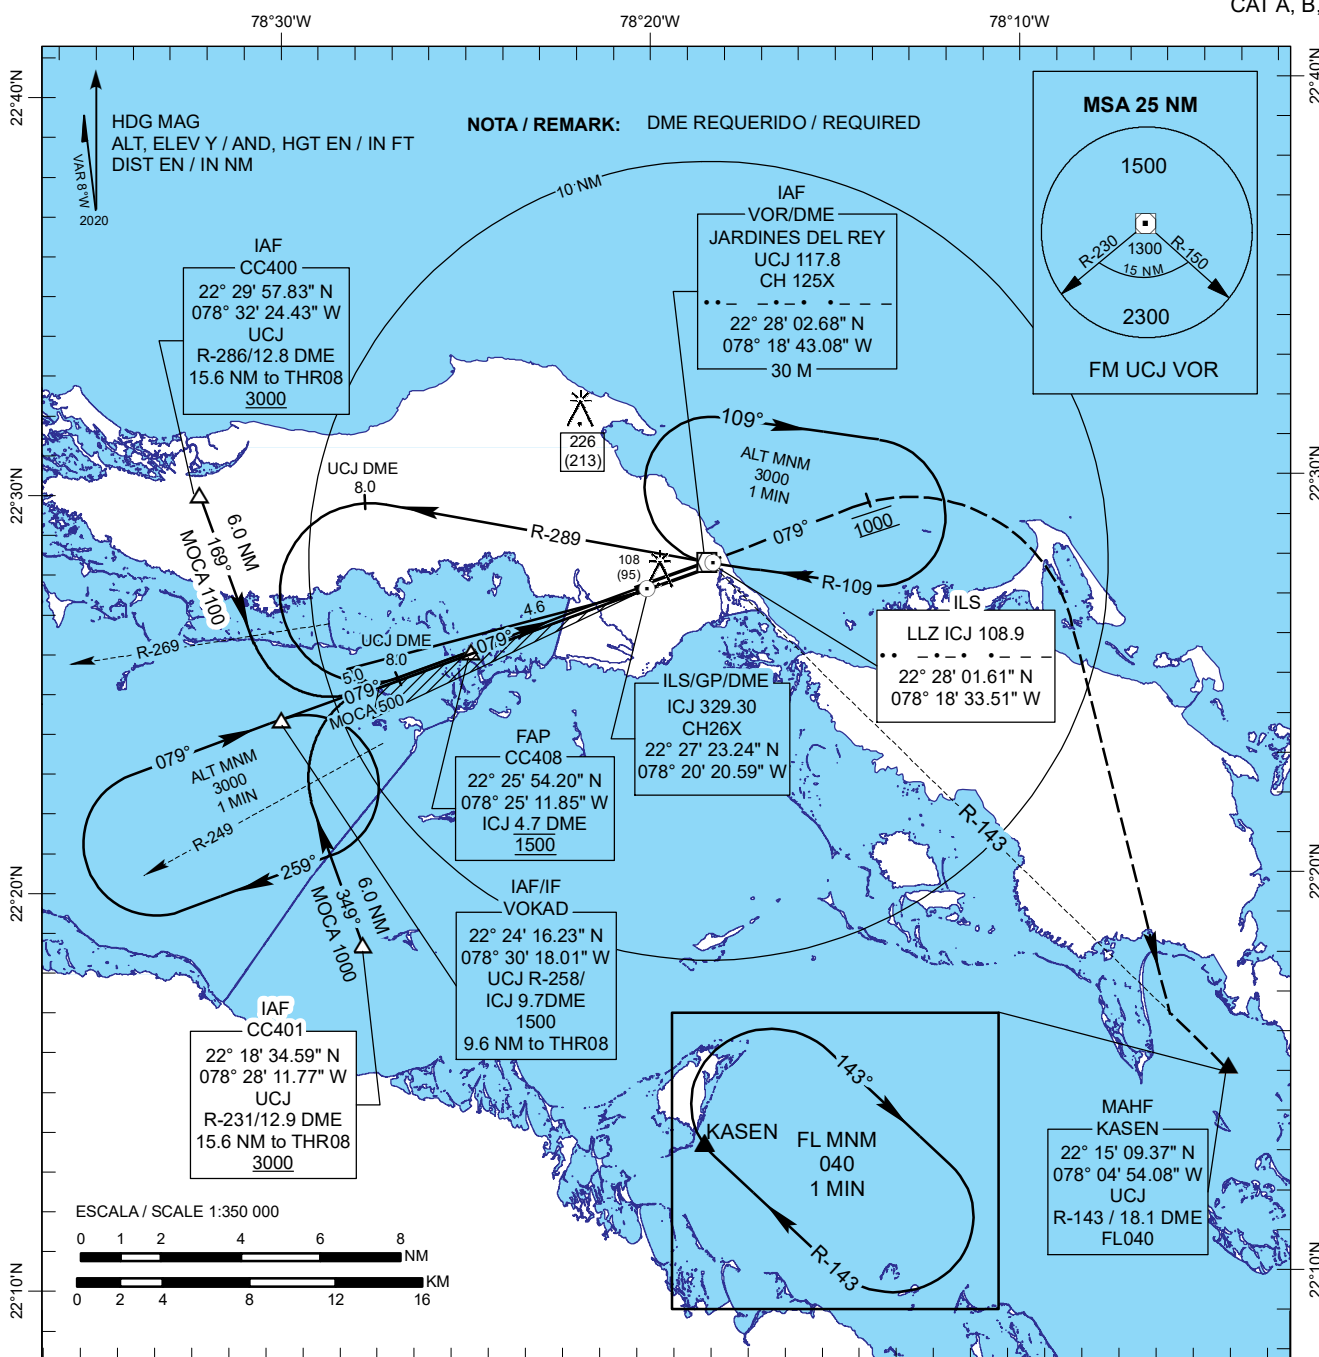 CAT A, B,
78°30'W
78°20'W
78°10'W
22°40'N
22°40'N
HDG MAG
ALT, ELEV Y / AND, HGT EN / IN FT
DIST EN / IN NM
VAR 8°W
2020
NOTA / REMARK: DME REQUERIDO / REQUIRED
MSA 25 NM
1500
R-230
1300
R-150
15 NM
2300
FM UCJ VOR
10 NM
IAF
VOR/DME
JARDINES DEL REY
UCJ 117.8
CH 125X
22° 28' 02.68" N
078° 18' 43.08" W
30 M
IAF
CC400
22° 29' 57.83" N
078° 32' 24.43" W
UCJ
R-286/12.8 DME
15.6 NM to THR08
3000
226
(213)
109°
ALT MNM
3000
1 MIN
22°30'N
22°30'N
UCJ DME
8.0
R-289
079°
1000
6.0 NM
169°
MOCA 1100
108
(95)
R-109
ILS
LLZ ICJ 108.9
22° 28' 01.61" N
078° 18' 33.51" W
4.6
R-269
UCJ DME
8.0
079°
5.0
079°
MOCA 500
ILS/GP/DME
ICJ 329.30
CH26X
22° 27' 23.24" N
078° 20' 20.59" W
079°
ALT MNM
3000
1 MIN
R-249
259°
FAP
CC408
22° 25' 54.20" N
078° 25' 11.85" W
ICJ 4.7 DME
1500
R-143
22°20'N
22°20'N
6.0 NM
349°
MOCA 1000
IAF/IF
VOKAD
22° 24' 16.23" N
078° 30' 18.01" W
UCJ R-258/
ICJ 9.7DME
1500
9.6 NM to THR08
IAF
CC401
22° 18' 34.59" N
078° 28' 11.77" W
UCJ
R-231/12.9 DME
15.6 NM to THR08
3000
143°
KASEN
FL MNM
040
1 MIN
R-143
MAHF
KASEN
22° 15' 09.37" N
078° 04' 54.08" W
UCJ
R-143 / 18.1 DME
FL040
ESCALA / SCALE 1:350 000
0 1 2 4 6 8
NM
KM
0 2 4 8 12 16
22°10'N
22°10'N